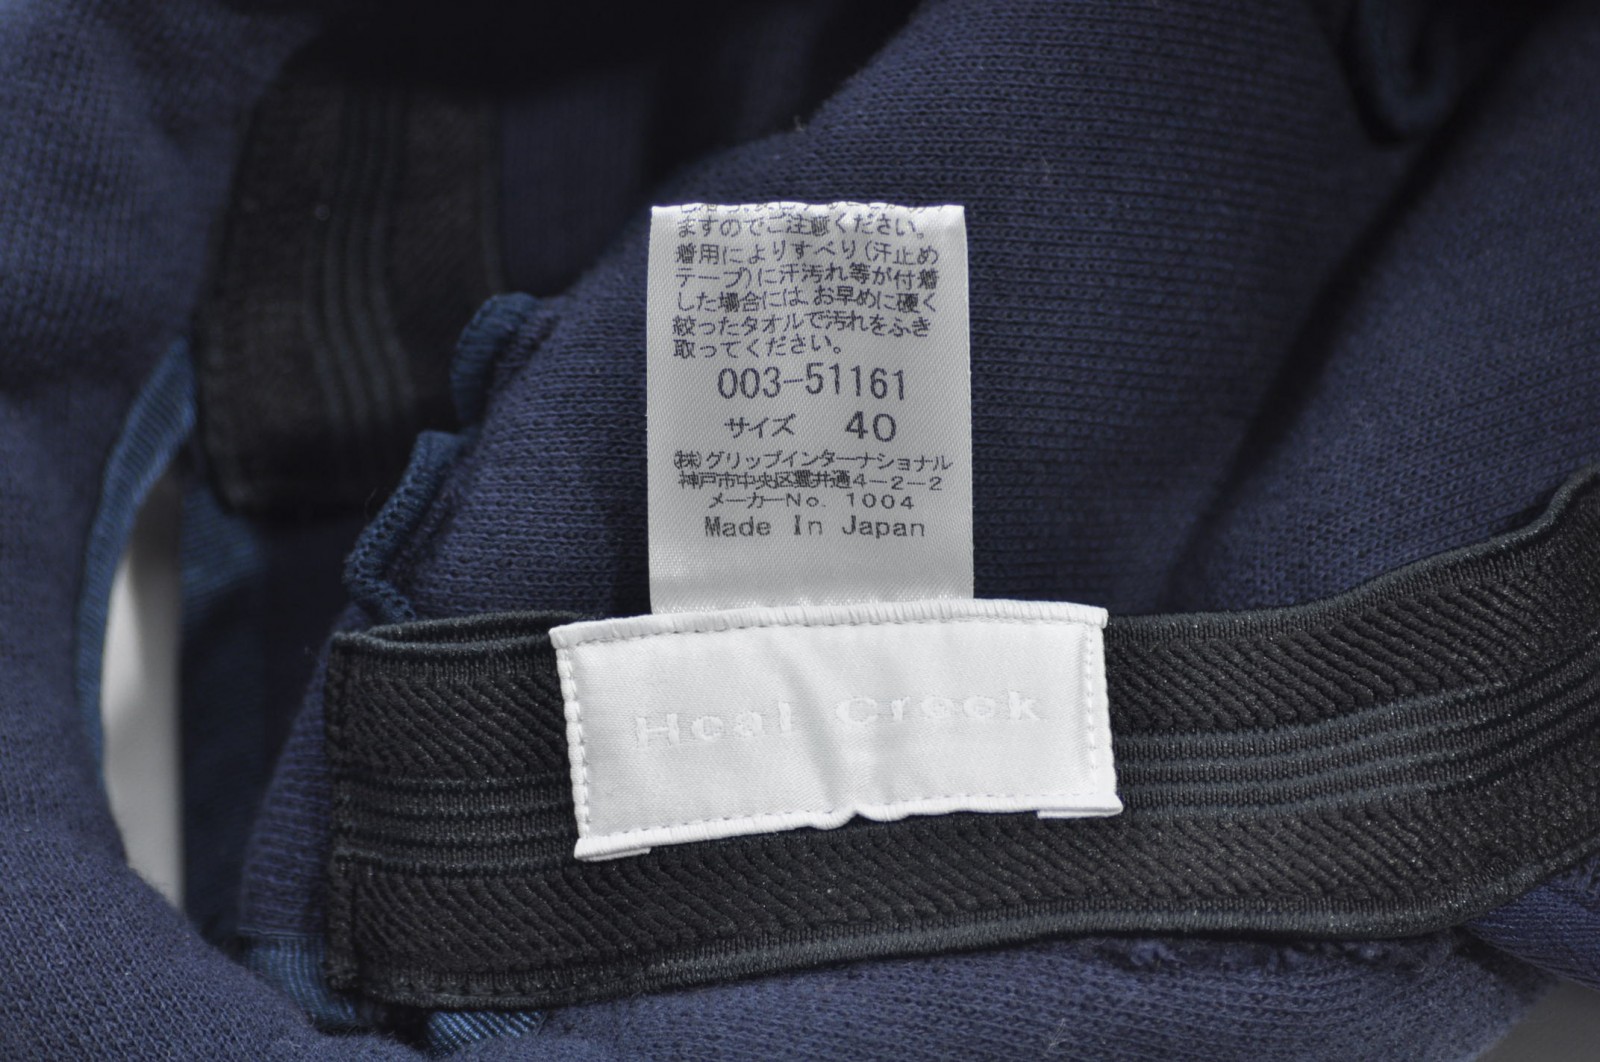 ますのでご注意ください。
着用によりすべり(汗止め
テープ)に汗汚れ等が付着
した場合には、お早めに硬く
絞ったタオルで汚れをふき
取ってください。
003-51161
サイズ 40
㈱グリップインターナショナル
神戸市中央区雲井通4-2-2
メーカーNo. 1004
Made In Japan
Heal Creek